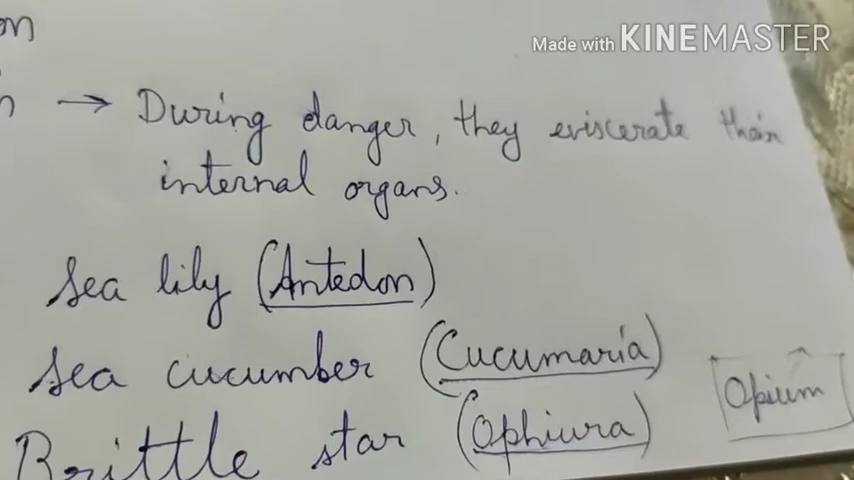 Made with KINEMASTER
on
n → During danger, they eviscerate their
internal organs.
Sea lily (Antedon)
Sea cucumber (Cucumaria)
Opium
Brittle star (Ophiura)